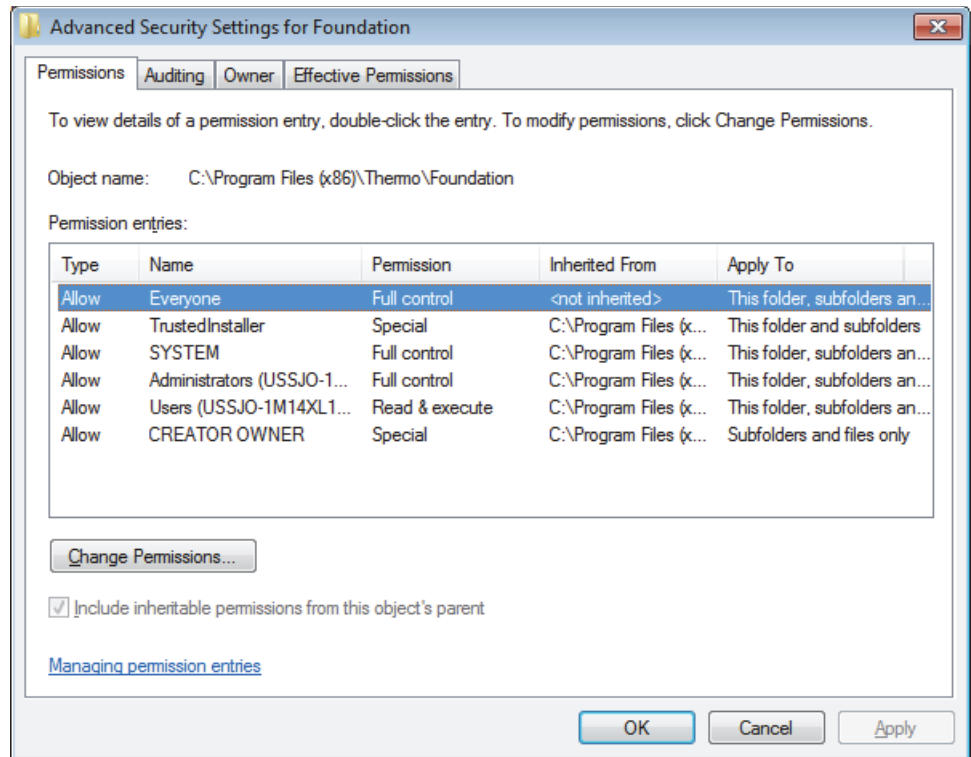 Advanced Security Settings for Foundation
Permissions Auditing Owner Effective Permissions
To view details of a permission entry, double-click the entry. To modify permissions, click Change Permissions.
Object name: C:\Program Files (x86)\Thermo\Foundation
Permission entries:
Type Name Permission Inherited From Apply To
Allow Everyone Full control <not inherited> This folder, subfolders an...
Allow TrustedInstaller Special C:\Program Files (x... This folder and subfolders
Allow SYSTEM Full control C:\Program Files (x... This folder, subfolders an...
Allow Administrators (USSJO-1... Full control C:\Program Files (x... This folder, subfolders an...
Allow Users (USSJO-1M14XL1... Read & execute C:\Program Files (x... This folder, subfolders an...
Allow CREATOR OWNER Special C:\Program Files (x... Subfolders and files only
Change Permissions...
Include inheritable permissions from this object's parent
Managing permission entries
OK Cancel Apply